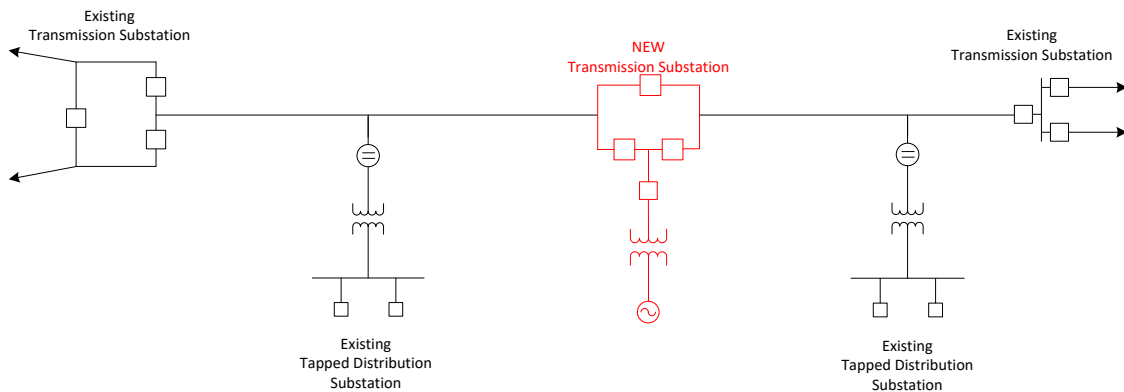 Existing
Transmission Substation
NEW
Transmission Substation
Existing
Transmission Substation
Existing
Tapped Distribution
Substation
Existing
Tapped Distribution
Substation